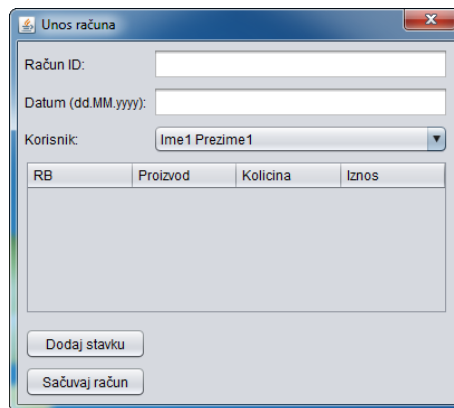 Unos računa
Račun ID:
Datum (dd.MM.yyyy):
Korisnik: Ime1 Prezime1
RB Proizvod Kolicina Iznos
Dodaj stavku
Sačuvaj račun